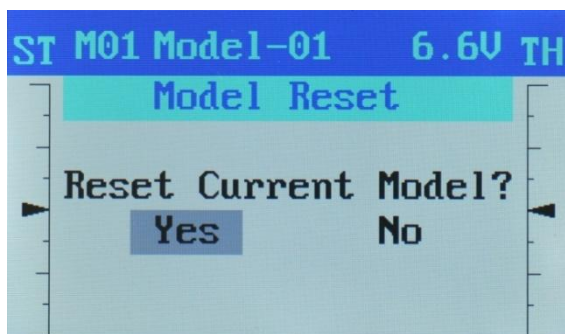 ST M01 Model-01 6.6V TH
Model Reset
Reset Current Model?
Yes No